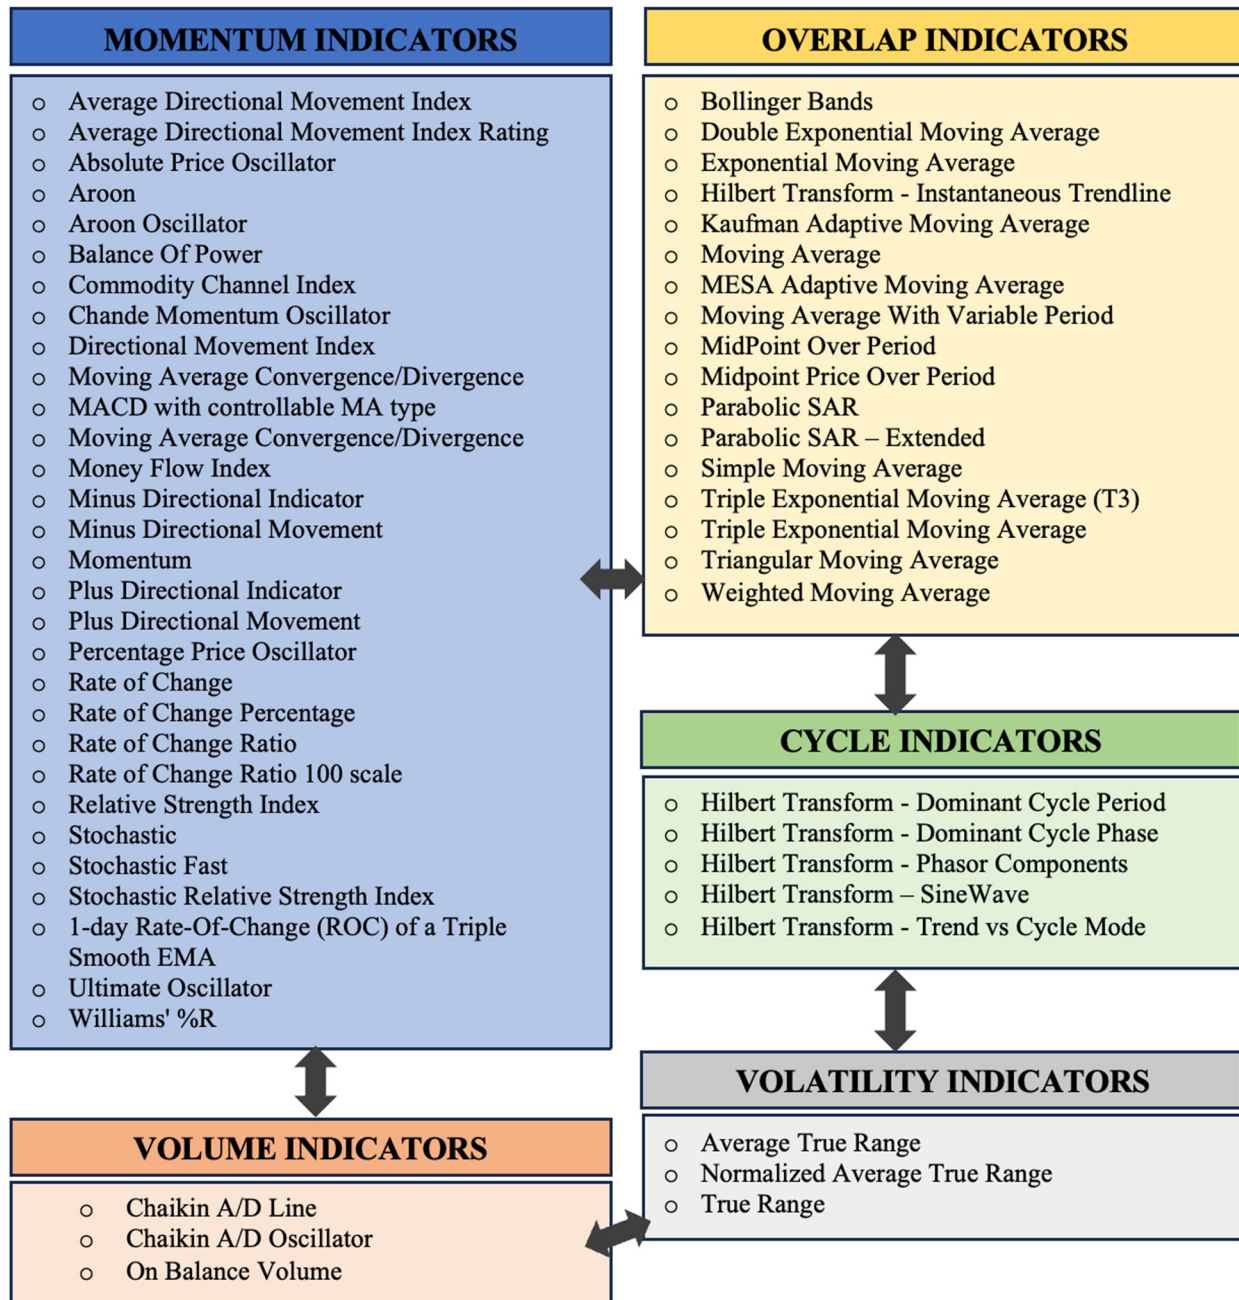 MOMENTUM INDICATORS
○ Average Directional Movement Index
○ Average Directional Movement Index Rating
○ Absolute Price Oscillator
○ Aroon
○ Aroon Oscillator
○ Balance Of Power
○ Commodity Channel Index
○ Chande Momentum Oscillator
○ Directional Movement Index
○ Moving Average Convergence/Divergence
○ MACD with controllable MA type
○ Moving Average Convergence/Divergence
○ Money Flow Index
○ Minus Directional Indicator
○ Minus Directional Movement
○ Momentum
○ Plus Directional Indicator
○ Plus Directional Movement
○ Percentage Price Oscillator
○ Rate of Change
○ Rate of Change Percentage
○ Rate of Change Ratio
○ Rate of Change Ratio 100 scale
○ Relative Strength Index
○ Stochastic
○ Stochastic Fast
○ Stochastic Relative Strength Index
○ 1-day Rate-Of-Change (ROC) of a Triple
Smooth EMA
○ Ultimate Oscillator
○ Williams' %R
OVERLAP INDICATORS
○ Bollinger Bands
○ Double Exponential Moving Average
○ Exponential Moving Average
○ Hilbert Transform - Instantaneous Trendline
○ Kaufman Adaptive Moving Average
○ Moving Average
○ MESA Adaptive Moving Average
○ Moving Average With Variable Period
○ MidPoint Over Period
○ Midpoint Price Over Period
○ Parabolic SAR
○ Parabolic SAR – Extended
○ Simple Moving Average
○ Triple Exponential Moving Average (T3)
○ Triple Exponential Moving Average
○ Triangular Moving Average
○ Weighted Moving Average
CYCLE INDICATORS
○ Hilbert Transform - Dominant Cycle Period
○ Hilbert Transform - Dominant Cycle Phase
○ Hilbert Transform - Phasor Components
○ Hilbert Transform – SineWave
○ Hilbert Transform - Trend vs Cycle Mode
VOLATILITY INDICATORS
○ Average True Range
○ Normalized Average True Range
○ True Range
VOLUME INDICATORS
○ Chaikin A/D Line
○ Chaikin A/D Oscillator
○ On Balance Volume